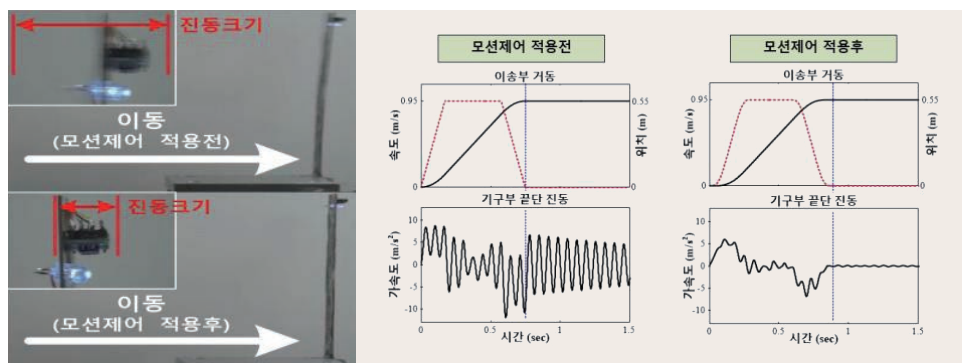 진동크기
이동
(모션제어 적용전)
진동크기
이동
(모션제어 적용후)
모션제어 적용전
이송부 거동
0.95
0
속도 (m/s)
0.55
0
위치 (m)
기구부 끝단 진동
10
5
0
-5
-10
가속도 (m/s²)
0 0.5 1 1.5
시간 (sec)
모션제어 적용후
이송부 거동
0.95
0
속도 (m/s)
0.55
0
위치 (m)
기구부 끝단 진동
10
5
0
-5
-10
가속도 (m/s²)
0 0.5 1 1.5
시간 (sec)